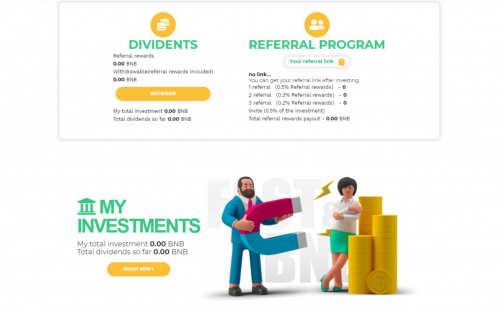 DIVIDENTS
Referral rewards
0.00 BNB
Withdrawable(referral rewards included)
0.00 BNB
WITHDRAW
My total investment 0.00 BNB
Total dividends so far 0.00 BNB
REFERRAL PROGRAM
Your referral link
no link...
You can get your referral link after investing.
1 referral (0.5% Referral rewards) - 0
2 referral (0.3% Referral rewards) - 0
3 referral (0.2% Referral rewards) - 0
Invite (0.5% of the investment)
Total referral rewards payout - 0.00 BNB
MY
INVESTMENTS
My total investment 0.00 BNB
Total dividends so far 0.00 BNB
INVEST NOW >
FAST
BNB